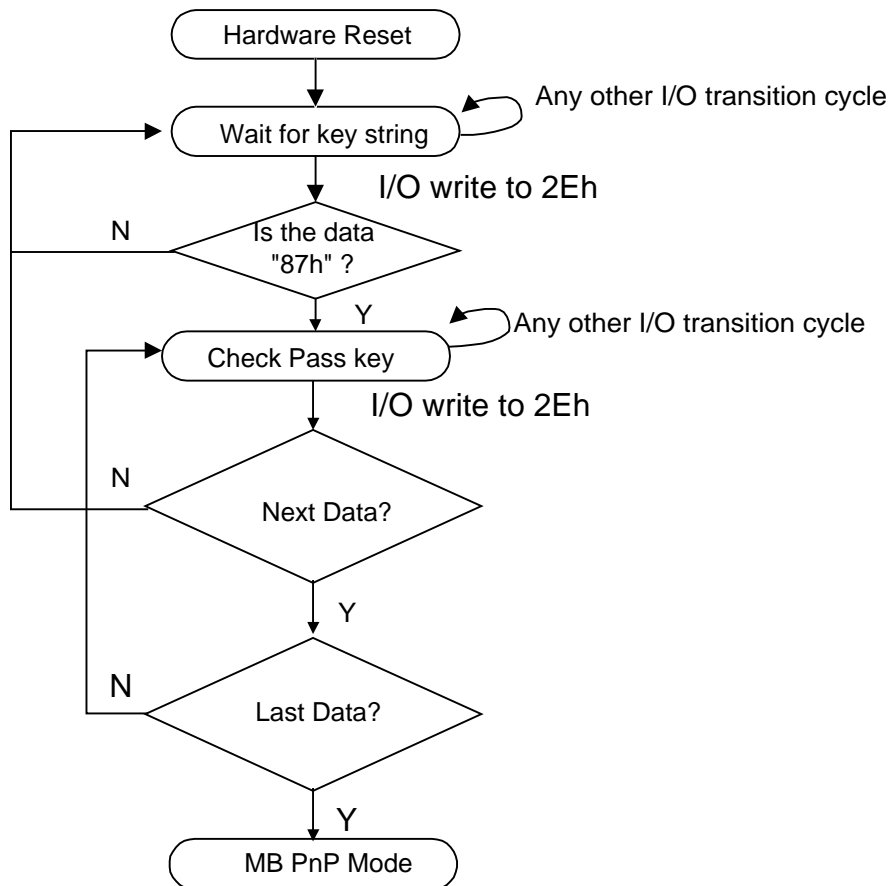 Hardware Reset
Any other I/O transition cycle
Wait for key string
I/O write to 2Eh
N
Is the data
"87h" ?
Y
Any other I/O transition cycle
Check Pass key
I/O write to 2Eh
N
Next Data?
Y
N
Last Data?
Y
MB PnP Mode